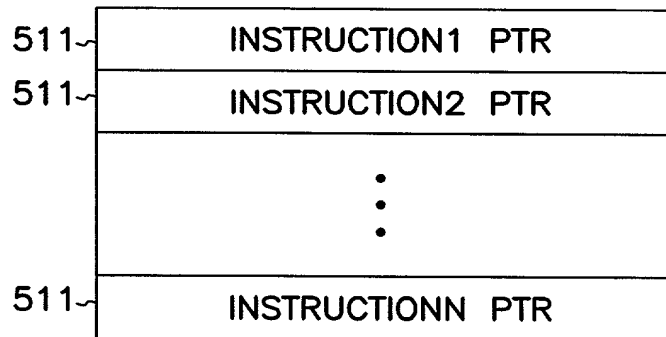 511 INSTRUCTION1 PTR
511 INSTRUCTION2 PTR
511 INSTRUCTIONN PTR